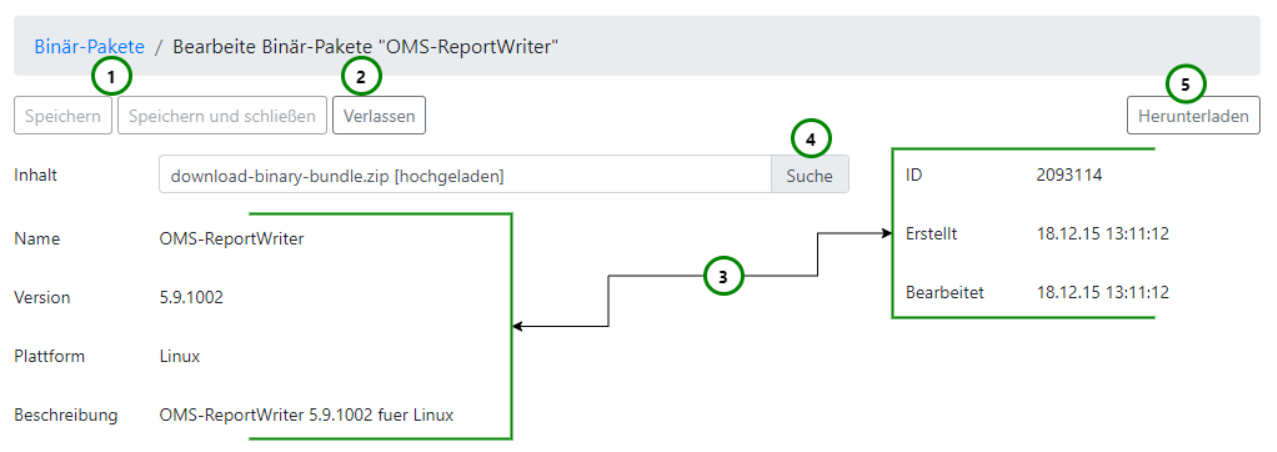 Binär-Pakete / Bearbeite Binär-Pakete "OMS-ReportWriter"
1 2 5
Speichern Speichern und schließen Verlassen Herunterladen
4
Inhalt download-binary-bundle.zip [hochgeladen] Suche ID 2093114
Name OMS-ReportWriter Erstellt 18.12.15 13:11:12
3
Version 5.9.1002 Bearbeitet 18.12.15 13:11:12
Plattform Linux
Beschreibung OMS-ReportWriter 5.9.1002 fuer Linux